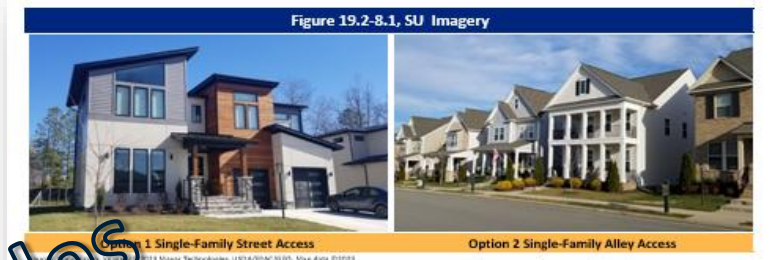 Figure 19.2-8.1, SU Imagery
Option 1 Single-Family Street Access
Option 2 Single-Family Alley Access